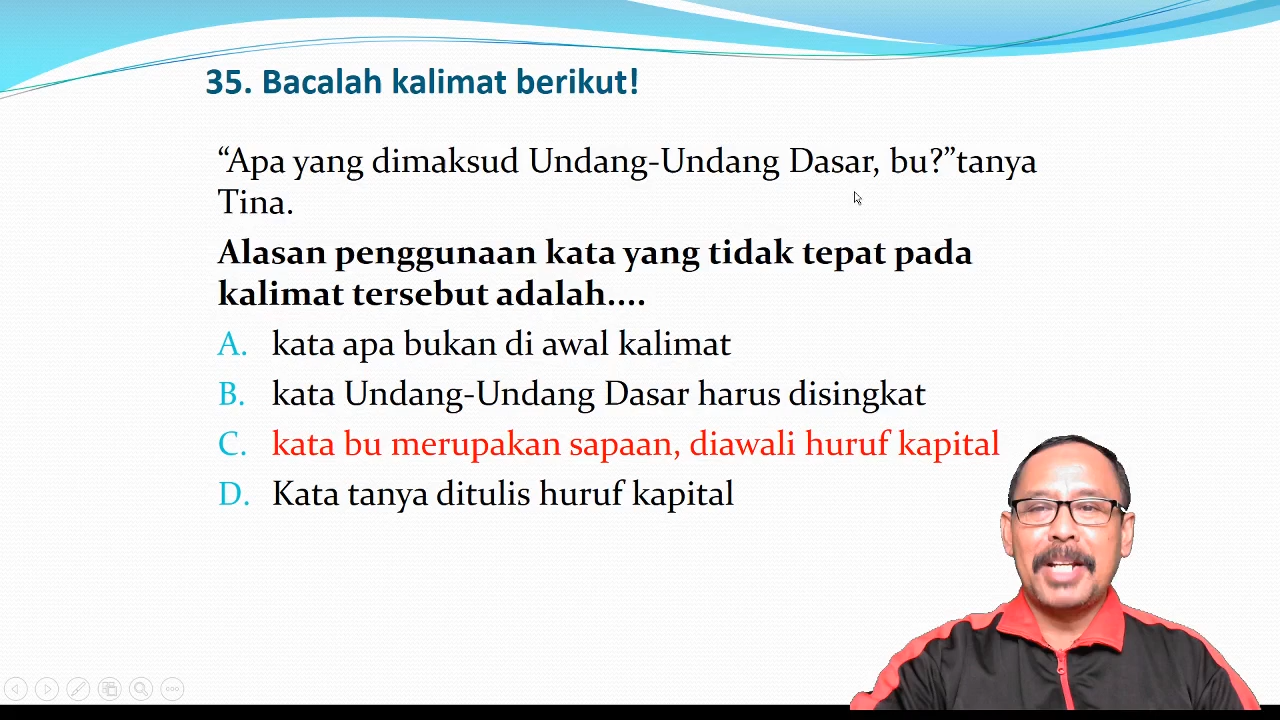 35. Bacalah kalimat berikut!
“Apa yang dimaksud Undang-Undang Dasar, bu?”tanya
Tina.
Alasan penggunaan kata yang tidak tepat pada
kalimat tersebut adalah....
A. kata apa bukan di awal kalimat
B. kata Undang-Undang Dasar harus disingkat
C. kata bu merupakan sapaan, diawali huruf kapital
D. Kata tanya ditulis huruf kapital